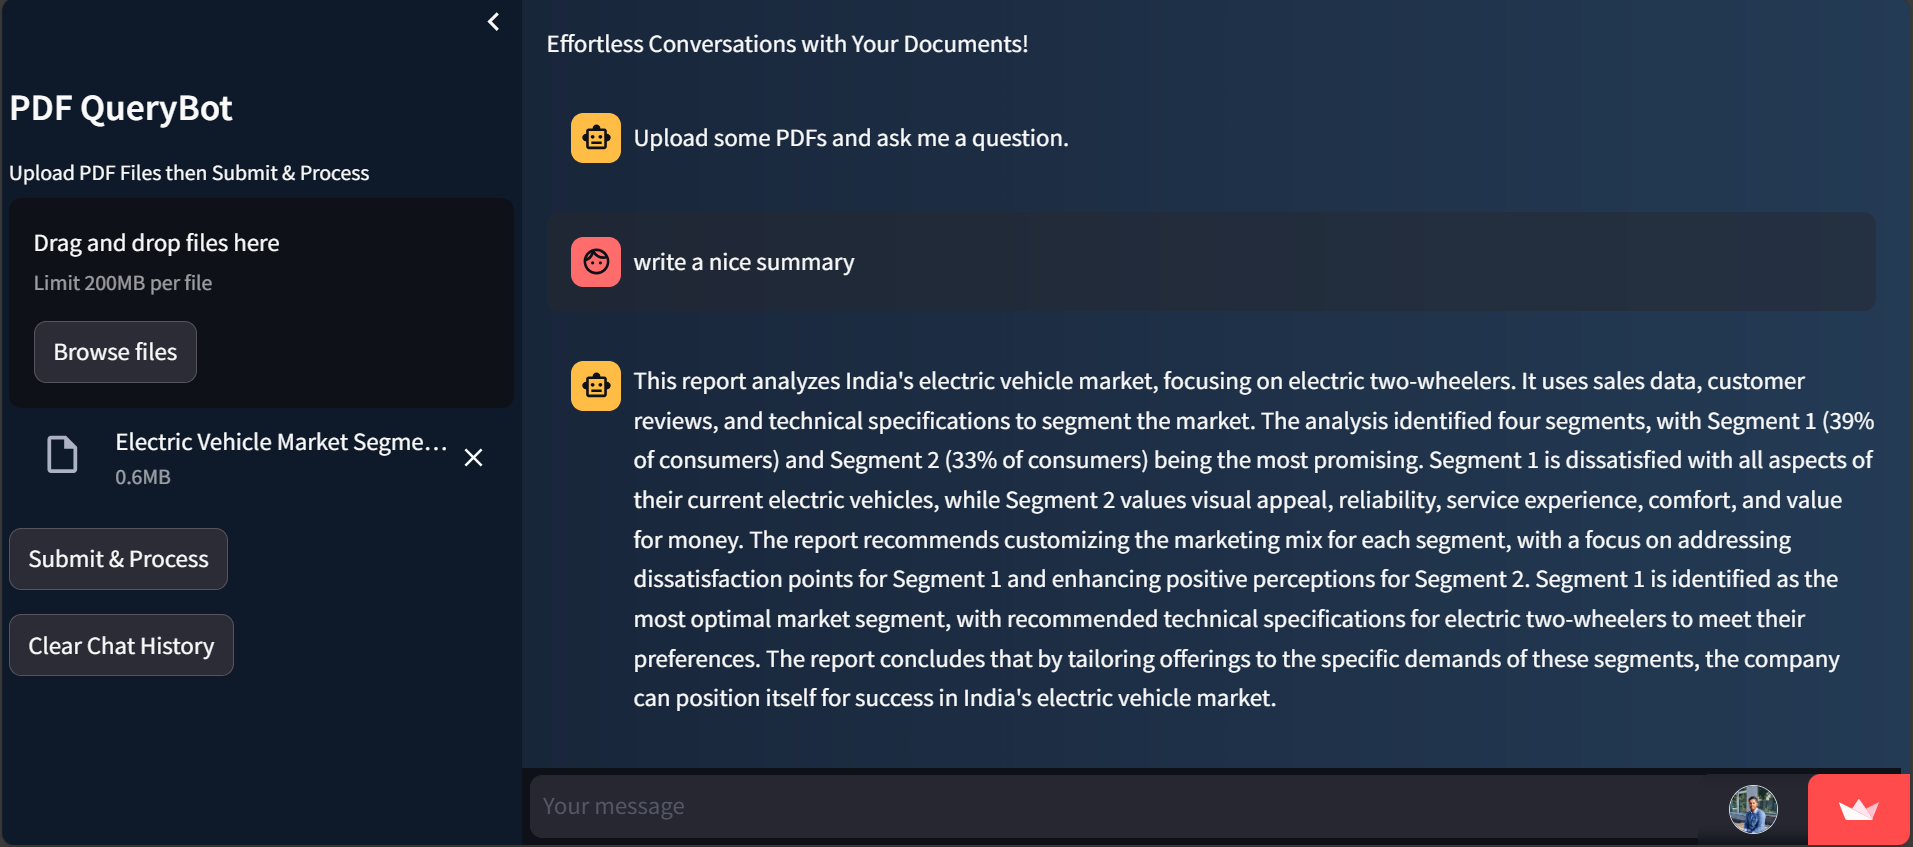 PDF QueryBot
Upload PDF Files then Submit & Process
Drag and drop files here
Limit 200MB per file
Browse files
Electric Vehicle Market Segme...
0.6MB
Submit & Process
Clear Chat History
Effortless Conversations with Your Documents!
Upload some PDFs and ask me a question.
write a nice summary
This report analyzes India's electric vehicle market, focusing on electric two-wheelers. It uses sales data, customer
reviews, and technical specifications to segment the market. The analysis identified four segments, with Segment 1 (39%
of consumers) and Segment 2 (33% of consumers) being the most promising. Segment 1 is dissatisfied with all aspects of
their current electric vehicles, while Segment 2 values visual appeal, reliability, service experience, comfort, and value
for money. The report recommends customizing the marketing mix for each segment, with a focus on addressing
dissatisfaction points for Segment 1 and enhancing positive perceptions for Segment 2. Segment 1 is identified as the
most optimal market segment, with recommended technical specifications for electric two-wheelers to meet their
preferences. The report concludes that by tailoring offerings to the specific demands of these segments, the company
can position itself for success in India's electric vehicle market.
Your message